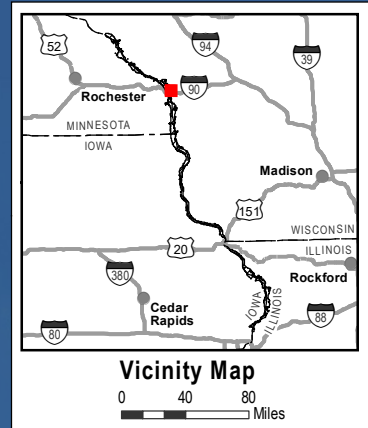 52
94
39
Rochester
90
MINNESOTA
IOWA
Madison
151
WISCONSIN
ILLINOIS
20
Rockford
380
Cedar
Rapids
IOWA
ILLINOIS
80
88
Vicinity Map
0 40 80
Miles